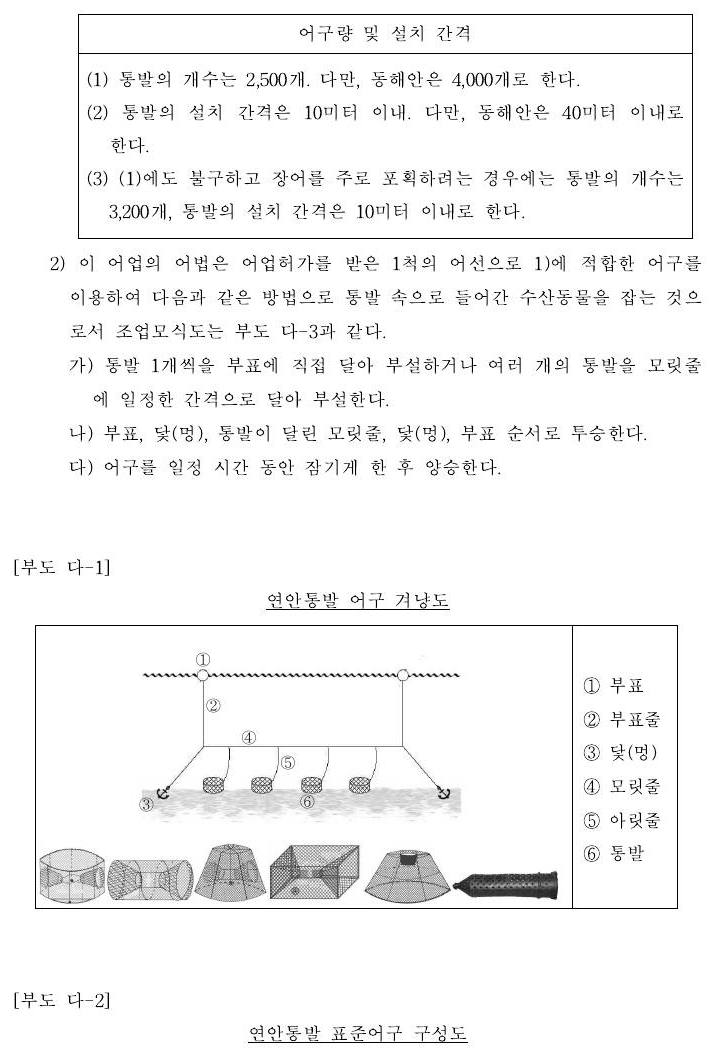 어구량 및 설치 간격
(1) 통발의 개수는 2,500개. 다만, 동해안은 4,000개로 한다.
(2) 통발의 설치 간격은 10미터 이내. 다만, 동해안은 40미터 이내로
한다.
(3) (1)에도 불구하고 장어를 주로 포획하려는 경우에는 통발의 개수는
3,200개, 통발의 설치 간격은 10미터 이내로 한다.
2) 이 어업의 어법은 어업허가를 받은 1척의 어선으로 1)에 적합한 어구를
이용하여 다음과 같은 방법으로 통발 속으로 들어간 수산동물을 잡는 것으
로서 조업모식도는 부도 다-3과 같다.
가) 통발 1개씩을 부표에 직접 달아 부설하거나 여러 개의 통발을 모릿줄
에 일정한 간격으로 달아 부설한다.
나) 부표, 닻(멍), 통발이 달린 모릿줄, 닻(멍), 부표 순서로 투승한다.
다) 어구를 일정 시간 동안 잠기게 한 후 양승한다.
[부도 다-1]
연안통발 어구 겨냥도
①
②
④
⑤
③
⑥
① 부표
② 부표줄
③ 닻(멍)
④ 모릿줄
⑤ 아릿줄
⑥ 통발
[부도 다-2]
연안통발 표준어구 구성도